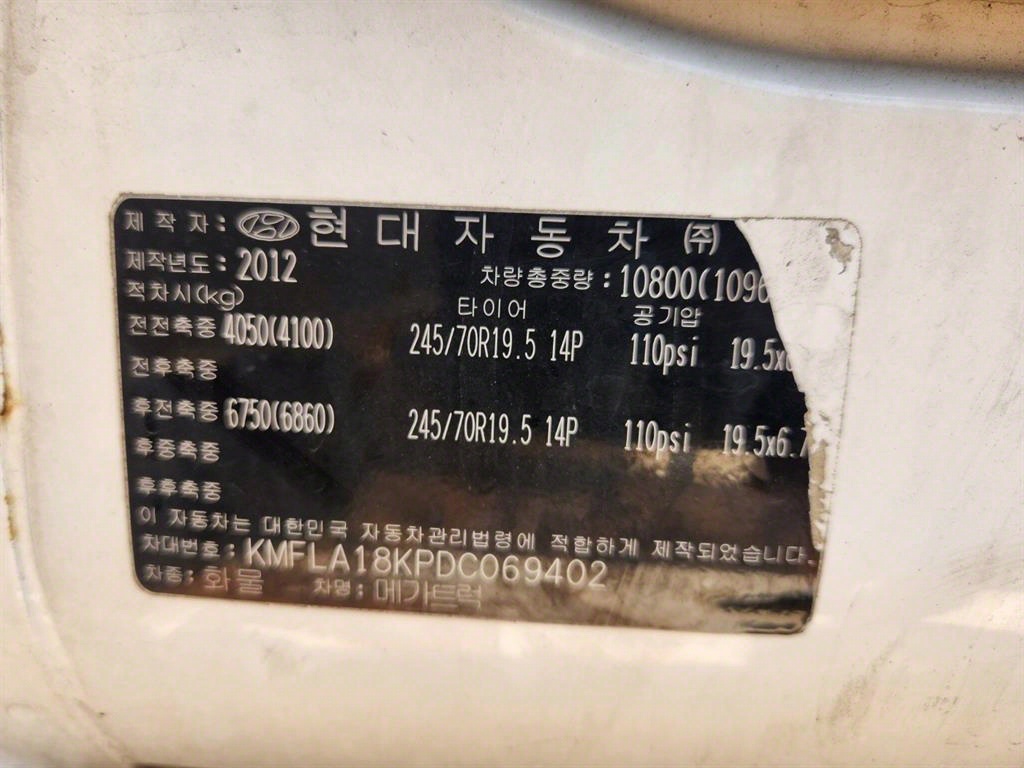 제작자: 현대자동차 (주)
제작년도: 2012 차량총중량: 10800(1096
적차시(kg) 타이어 공기압
전전축중 4050(4100) 245/70R19.5 14P 110psi 19.5x6
전후축중
후전축중 6750(6860) 245/70R19.5 14P 110psi 19.5x6.7
후중축중
후후축중
이 자동차는 대한민국 자동차관리법령에 적합하게 제작되었습니다.
차대번호: KMFLA18KPDC069402
차종: 화물 차명: 메가트럭